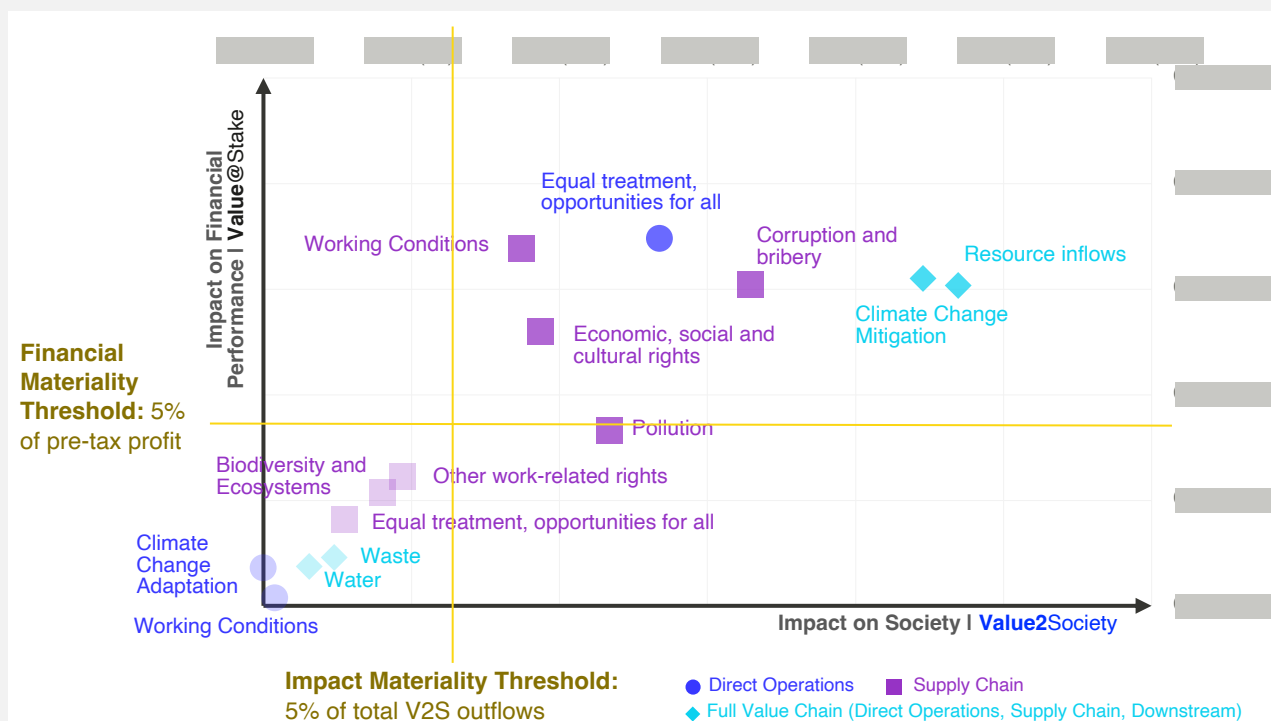 Impact on Financial
Performance | Value@Stake
Equal treatment,
opportunities for all
Working Conditions
Corruption and
bribery
Resource inflows
Climate Change
Mitigation
Economic, social and
cultural rights
Financial
Materiality
Threshold: 5%
of pre-tax profit
Pollution
Biodiversity and
Ecosystems
Other work-related rights
Equal treatment, opportunities for all
Climate
Change
Adaptation
Waste
Water
Working Conditions
Impact on Society | Value2Society
Impact Materiality Threshold:
5% of total V2S outflows
Direct Operations
Supply Chain
Full Value Chain (Direct Operations, Supply Chain, Downstream)